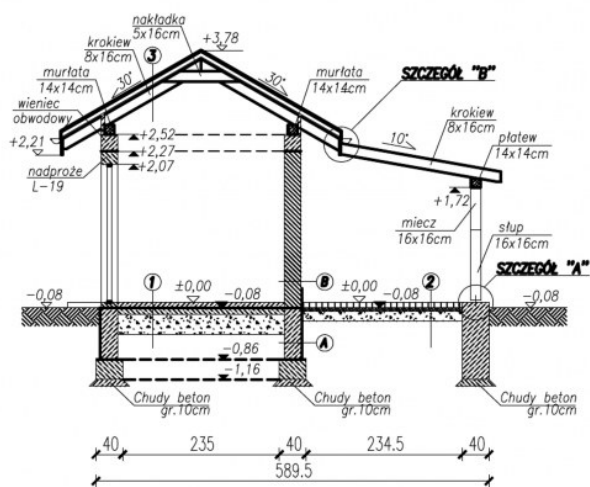 nakładka
5x16cm
+3,78
krokiew
8x16cm
3
murłata
14x14cm
30°
30°
murłata
14x14cm
SZCZEGÓŁ "B"
wieniec
obwodowy
krokiew
8x16cm
10°
+2,21
+2,52
+2,27
+2,07
płatew
14x14cm
nadproże
L-19
+1,72
miecz
16x16cm
słup
16x16cm
SZCZEGÓŁ "A"
1
B
2
-0,08
±0,00
-0,08
±0,00
-0,08
-0,08
A
-0,86
-1,16
Chudy beton
gr.10cm
Chudy beton
gr.10cm
Chudy beton
gr.10cm
40
235
40
234.5
40
589.5